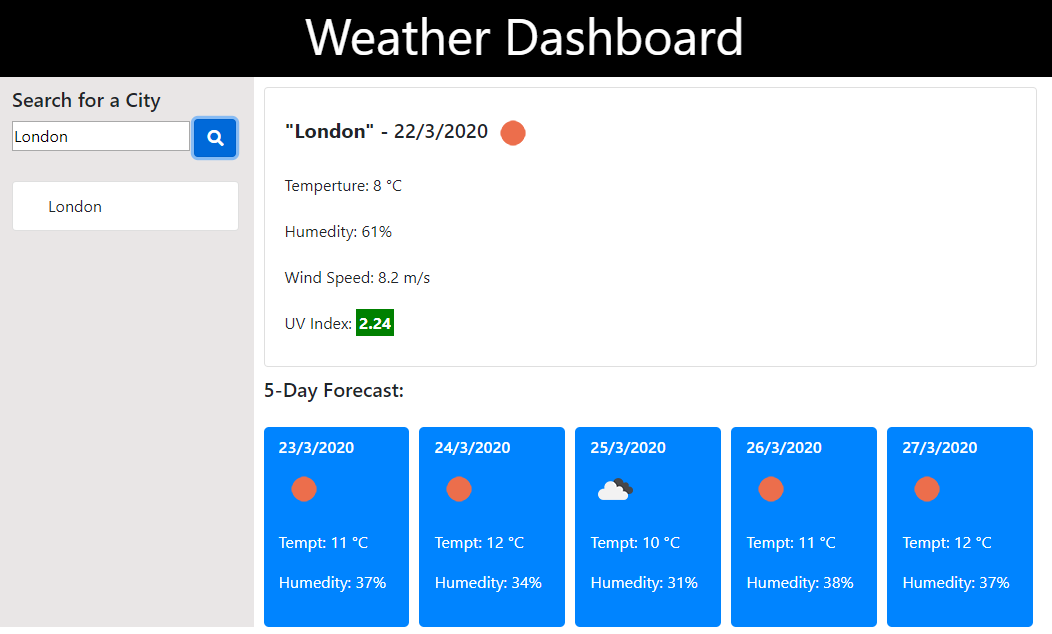 Weather Dashboard
Search for a City
London
London
"London" - 22/3/2020
Temperture: 8 °C
Humedity: 61%
Wind Speed: 8.2 m/s
UV Index: 2.24
5-Day Forecast:
23/3/2020
Tempt: 11 °C
Humedity: 37%
24/3/2020
Tempt: 12 °C
Humedity: 34%
25/3/2020
Tempt: 10 °C
Humedity: 31%
26/3/2020
Tempt: 11 °C
Humedity: 38%
27/3/2020
Tempt: 12 °C
Humedity: 37%